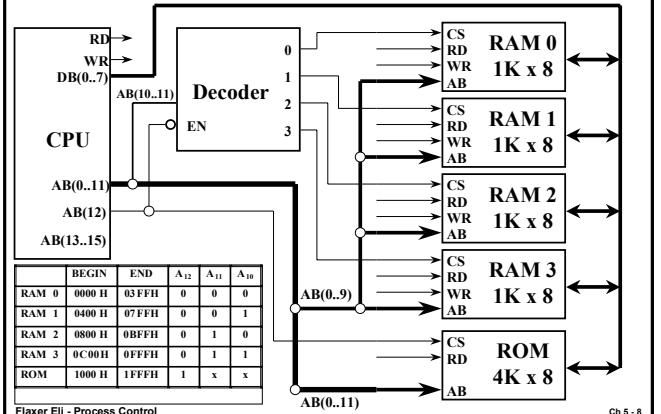 RD
WR
DB(0..7)
AB(10..11)
CPU
AB(0..11)
AB(12)
AB(13..15)
Decoder
EN
0
1
2
3
CS
RD
WR
AB
RAM 0
1K x 8
CS
RD
WR
AB
RAM 1
1K x 8
CS
RD
WR
AB
RAM 2
1K x 8
CS
RD
WR
AB
RAM 3
1K x 8
CS
RD
AB
ROM
4K x 8
AB(0..9)
AB(0..11)
BEGIN END A12 A11 A10
RAM 0 0000 H 03FFH 0 0 0
RAM 1 0400 H 07FFH 0 0 1
RAM 2 0800 H 0BFFH 0 1 0
RAM 3 0C00H 0FFFH 0 1 1
ROM 1000 H 1FFFH 1 x x
Flaxer Eli - Process Control
Ch 5 - 8